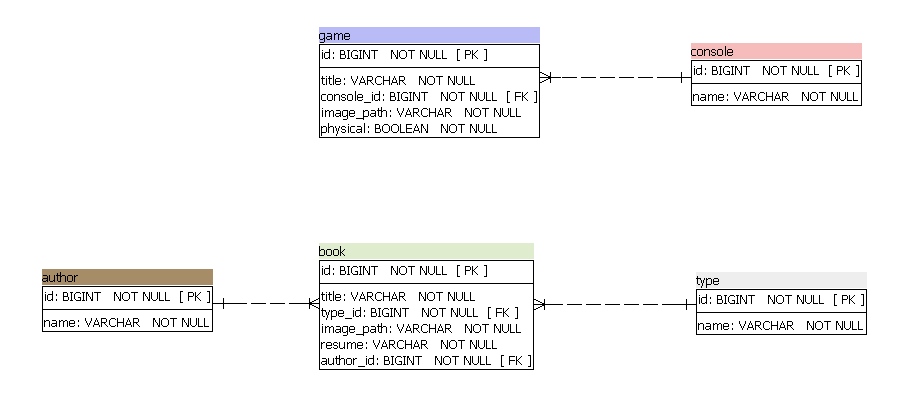 game
id: BIGINT NOT NULL [ PK ]
title: VARCHAR NOT NULL
console_id: BIGINT NOT NULL [ FK ]
image_path: VARCHAR NOT NULL
physical: BOOLEAN NOT NULL
console
id: BIGINT NOT NULL [ PK ]
name: VARCHAR NOT NULL
author
id: BIGINT NOT NULL [ PK ]
name: VARCHAR NOT NULL
book
id: BIGINT NOT NULL [ PK ]
title: VARCHAR NOT NULL
type_id: BIGINT NOT NULL [ FK ]
image_path: VARCHAR NOT NULL
resume: VARCHAR NOT NULL
author_id: BIGINT NOT NULL [ FK ]
type
id: BIGINT NOT NULL [ PK ]
name: VARCHAR NOT NULL